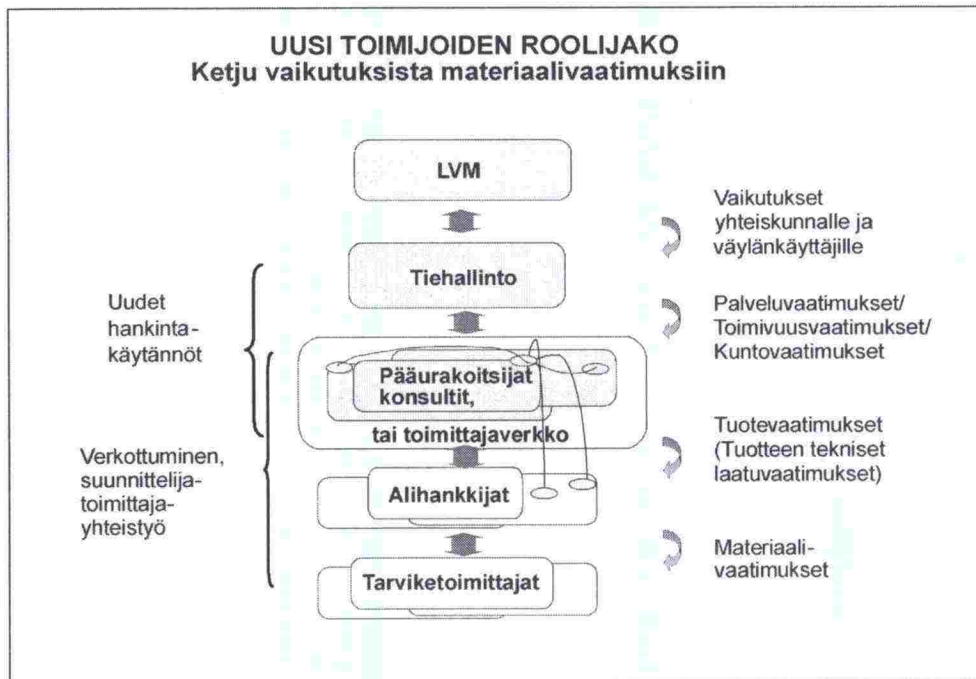 UUSI TOIMIJOIDEN ROOLIJAKO
Ketju vaikutuksista materiaalivaatimuksiin
LVM
Vaikutukset
yhteiskunnalle ja
väylänkäyttäjille
Tiehallinto
Uudet
hankinta-
käytännöt
Palveluvaatimukset/
Toimivuusvaatimukset/
Kuntovaatimukset
Pääurakoitsijat
konsultit,
tai toimittajaverkko
Verkottuminen,
suunnittelija-
toimittaja-
yhteistyö
Tuotevaatimukset
(Tuotteen tekniset
laatuvaatimukset)
Alihankkijat
Materiaali-
vaatimukset
Tarviketoimittajat